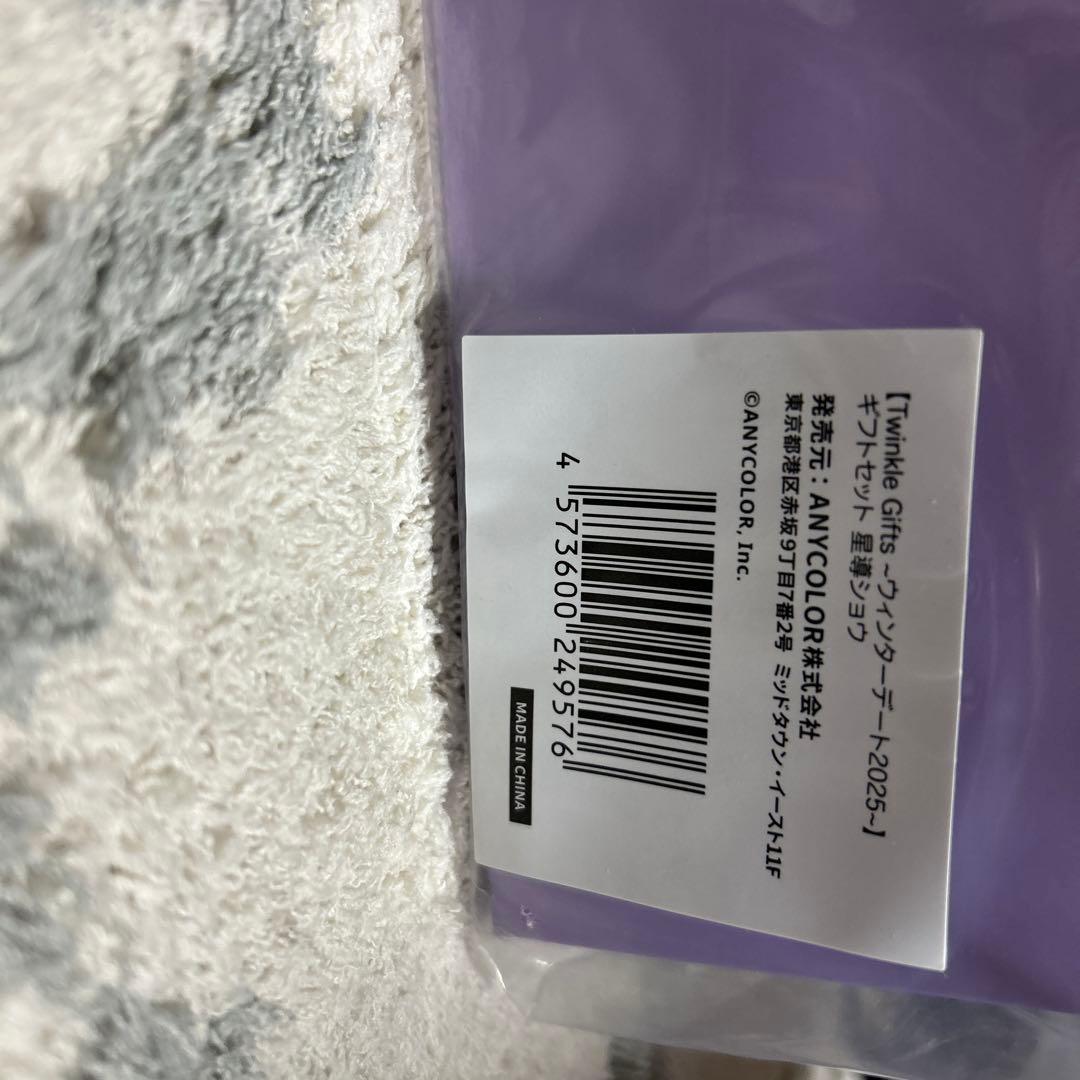 【Twinkle Gifts ~ウィンターデート2025~】
ギフトセット 星導ショウ
発売元：ANYCOLOR株式会社
東京都港区赤坂9丁目7番2号 ミッドタウン・イースト11F
©ANYCOLOR, Inc.
4 573600 249576
MADE IN CHINA